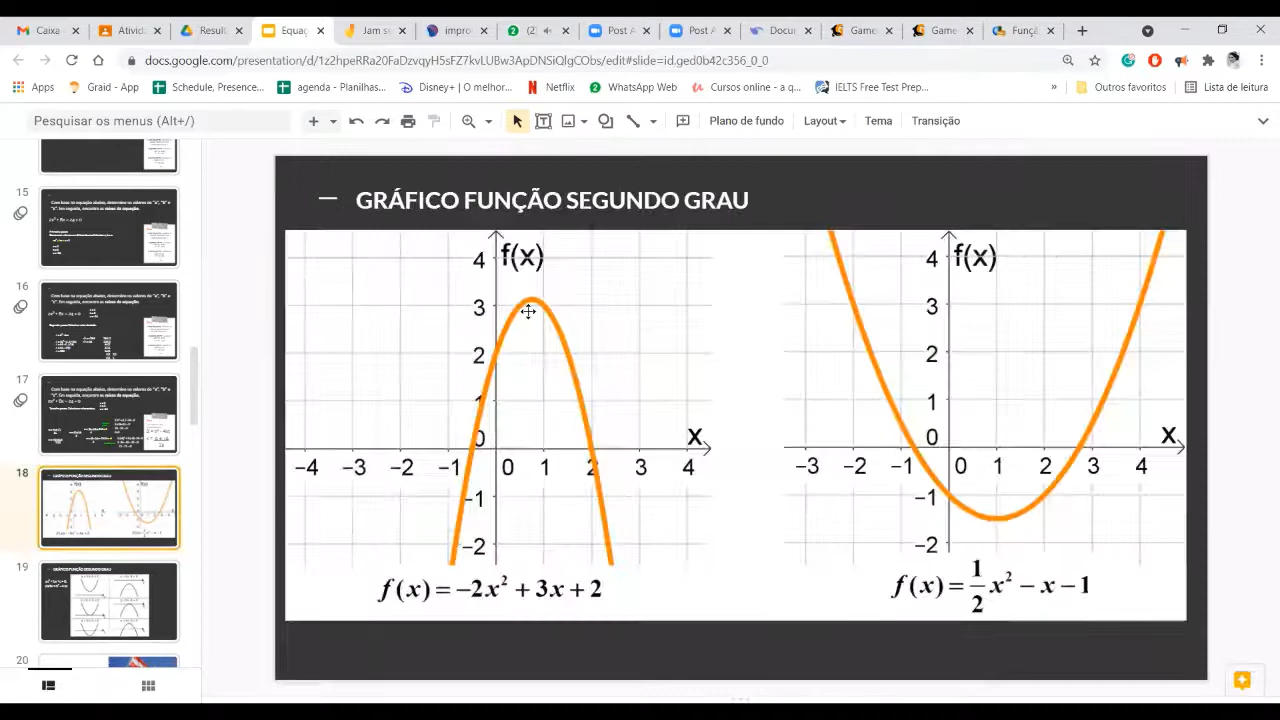 Caixa
Ativid
Result
Equaç
Jam se
impro
2
Post A
Post A
Docu
Game
Game
Funçã
docs.google.com/presentation/d/1z2hpeRRa20FaDzvdCH5dt7kwUBw3ApDNSiQlgCObs/edit#slide=id.ged0b42c356_0_0
Apps
Graid - App
Schedule, Presence...
agenda - Planilhas...
Disney+ | O melhor...
Netflix
2 WhatsApp Web
Cursos online - a q...
IELTS Free Test Prep...
»
Outros favoritos
Lista de leitura
Pesquisar os menus (Alt+/)
Plano de fundo
Layout
Tema
Transição
15
16
17
18
19
20
GRÁFICO FUNÇÃO SEGUNDO GRAU
f(x)
4
3
2
1
0
−1
−2
−4 −3 −2 −1 0 1 2 3 4
x
f(x) = −2x² + 3x + 2
f(x)
4
3
2
1
0
−1
−2
−3 −2 −1 0 1 2 3 4
x
f(x) = 1/2 x² − x − 1